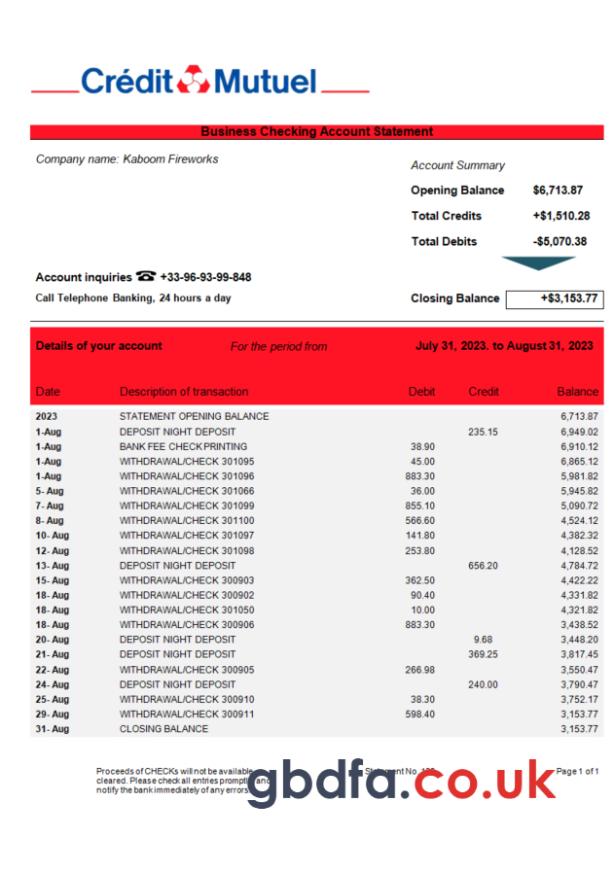 Crédit Mutuel
Business Checking Account Statement
Company name: Kaboom Fireworks
Account Summary
Opening Balance $6,713.87
Total Credits +$1,510.28
Total Debits -$5,070.38
Account inquiries ☎ +33-96-93-99-848
Call Telephone Banking, 24 hours a day
Closing Balance +$3,153.77
Details of your account For the period from July 31, 2023. to August 31, 2023
Date Description of transaction Debit Credit Balance
2023 STATEMENT OPENING BALANCE 6,713.87
1-Aug DEPOSIT NIGHT DEPOSIT 235.15 6,949.02
1-Aug BANK FEE CHECK PRINTING 38.90 6,910.12
1-Aug WITHDRAWAL/CHECK 301095 45.00 6,865.12
1-Aug WITHDRAWAL/CHECK 301096 883.30 5,981.82
5- Aug WITHDRAWAL/CHECK 301066 36.00 5,945.82
7- Aug WITHDRAWAL/CHECK 301099 855.10 5,090.72
8- Aug WITHDRAWAL/CHECK 301100 566.60 4,524.12
10- Aug WITHDRAWAL/CHECK 301097 141.80 4,382.32
12- Aug WITHDRAWAL/CHECK 301098 253.80 4,128.52
13- Aug DEPOSIT NIGHT DEPOSIT 656.20 4,784.72
15- Aug WITHDRAWAL/CHECK 300903 362.50 4,422.22
18- Aug WITHDRAWAL/CHECK 300902 90.40 4,331.82
18- Aug WITHDRAWAL/CHECK 301050 10.00 4,321.82
18- Aug WITHDRAWAL/CHECK 300906 883.30 3,438.52
20- Aug DEPOSIT NIGHT DEPOSIT 9.68 3,448.20
21- Aug DEPOSIT NIGHT DEPOSIT 369.25 3,817.45
22- Aug WITHDRAWAL/CHECK 300905 266.98 3,550.47
24- Aug DEPOSIT NIGHT DEPOSIT 240.00 3,790.47
25- Aug WITHDRAWAL/CHECK 300910 38.30 3,752.17
29- Aug WITHDRAWAL/CHECK 300911 598.40 3,153.77
31- Aug CLOSING BALANCE 3,153.77
Proceeds of CHECKs will not be available No. Page 1 of 1
cleared. Please check all entries and
notify the bank immediately of any errors
gbdfa.co.uk